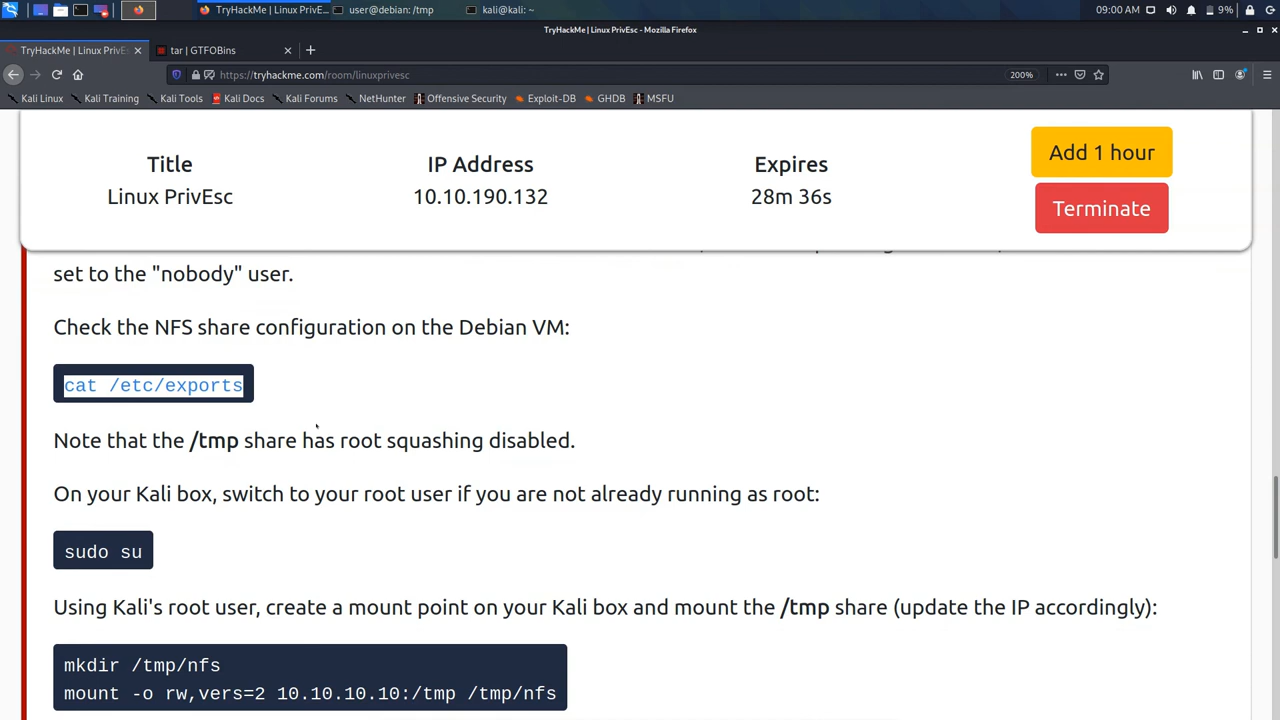 TryHackMe | Linux PrivE...
user@debian: /tmp
kali@kali: ~
09:00 AM
9%
TryHackMe | Linux PrivEsc - Mozilla Firefox
TryHackMe | Linux PrivEs
tar | GTFOBins
https://tryhackme.com/room/linuxprivesc
200%
Kali Linux
Kali Training
Kali Tools
Kali Docs
Kali Forums
NetHunter
Offensive Security
Exploit-DB
GHDB
MSFU
Title
IP Address
Expires
Add 1 hour
Linux PrivEsc
10.10.190.132
28m 36s
Terminate
set to the "nobody" user.
Check the NFS share configuration on the Debian VM:
cat /etc/exports
Note that the /tmp share has root squashing disabled.
On your Kali box, switch to your root user if you are not already running as root:
sudo su
Using Kali's root user, create a mount point on your Kali box and mount the /tmp share (update the IP accordingly):
mkdir /tmp/nfs
mount -o rw,vers=2 10.10.10.10:/tmp /tmp/nfs